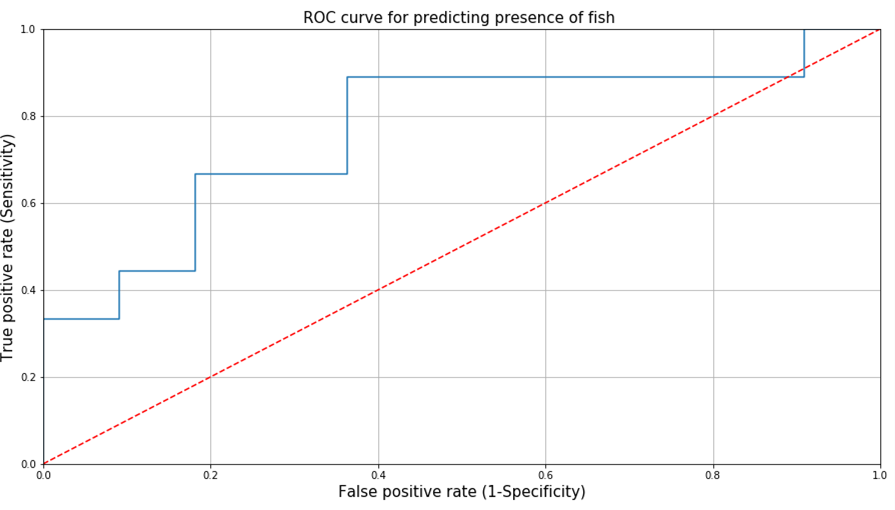 ROC curve for predicting presence of fish
1.0
0.8
0.6
0.4
0.2
0.0
True positive rate (Sensitivity)
0.0 0.2 0.4 0.6 0.8 1.0
False positive rate (1-Specificity)